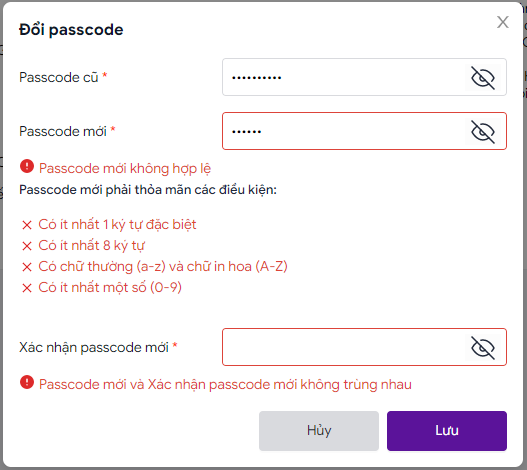 Đổi passcode
Passcode cũ *
••••••••••
Passcode mới *
••••••
Passcode mới không hợp lệ
Passcode mới phải thỏa mãn các điều kiện:
Có ít nhất 1 ký tự đặc biệt
Có ít nhất 8 ký tự
Có chữ thường (a-z) và chữ in hoa (A-Z)
Có ít nhất một số (0-9)
Xác nhận passcode mới *
Passcode mới và Xác nhận passcode mới không trùng nhau
Hủy
Lưu